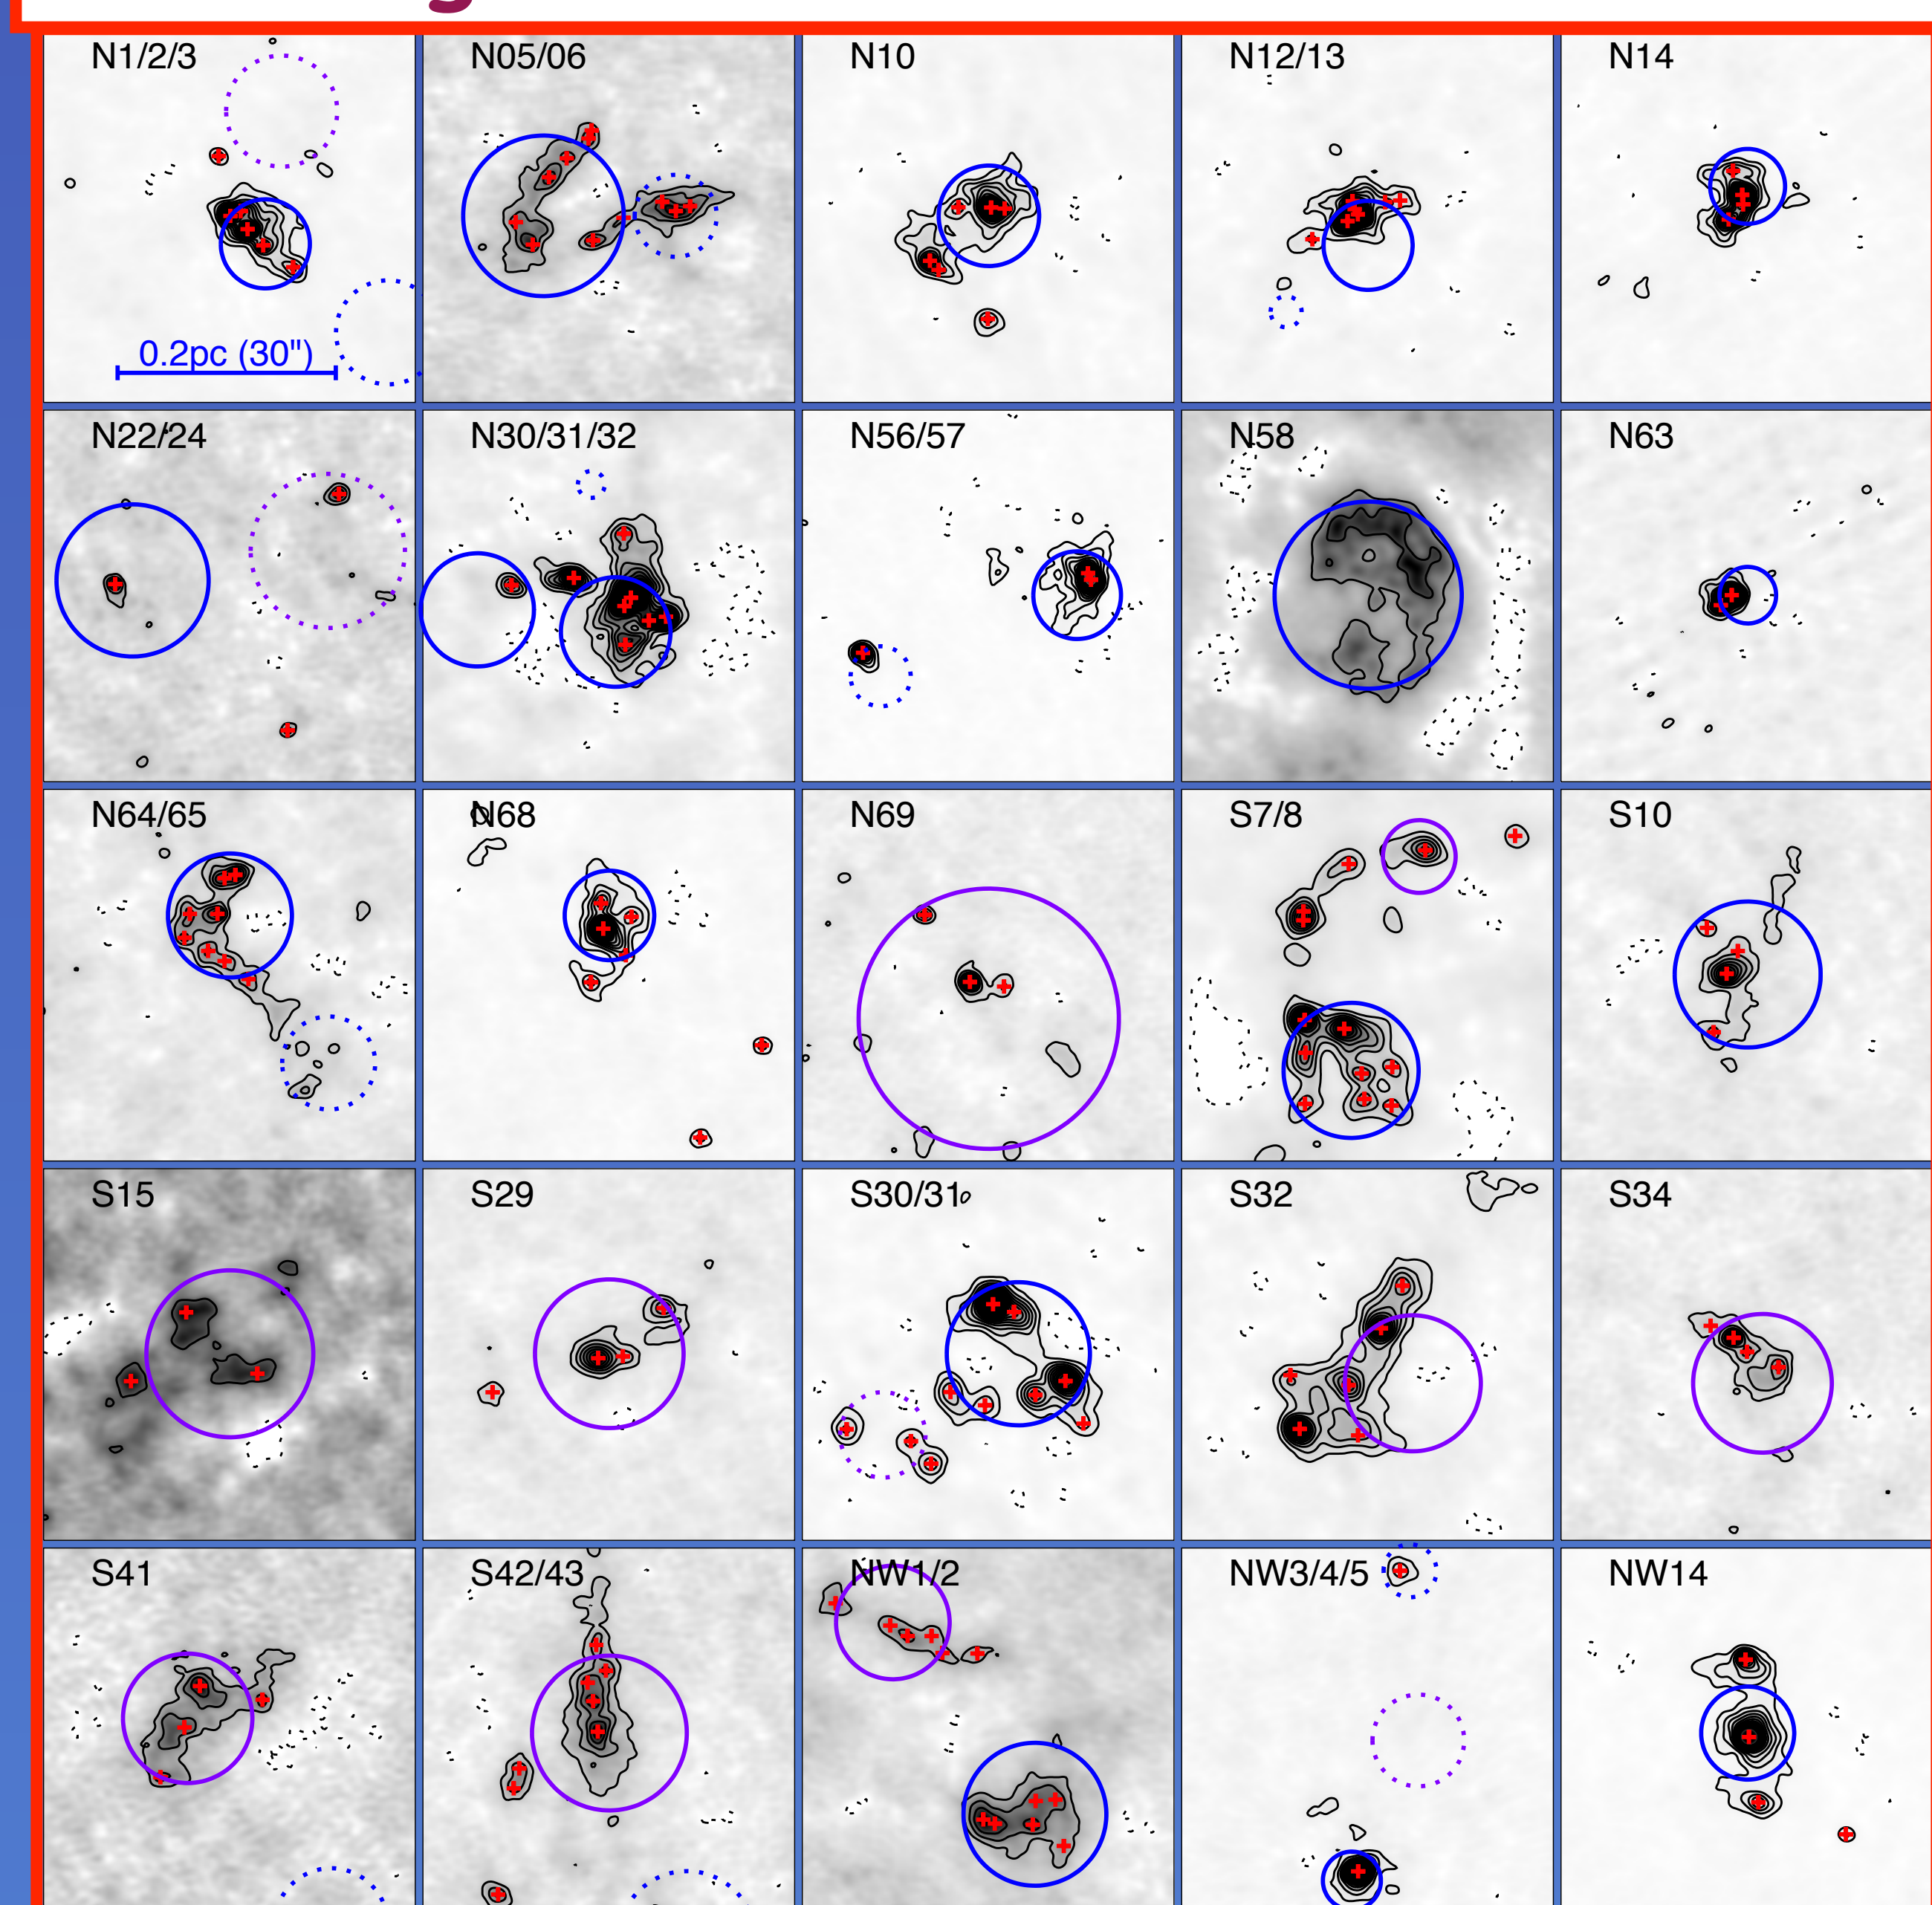 N1/2/3
N05/06
N10
N12/13
N14
0.2pc (30")
N22/24
N30/31/32
N56/57
N58
N63
N64/65
N68
N69
S7/8
S10
S15
S29
S30/31
S32
S34
S41
S42/43
NW1/2
NW3/4/5
NW14